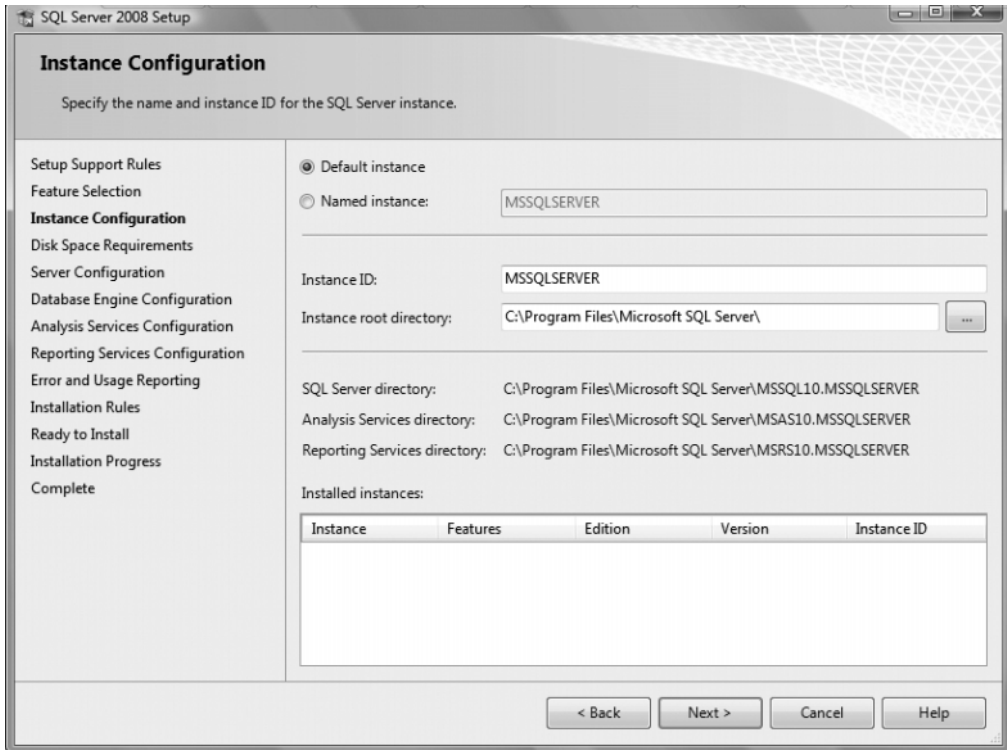 SQL Server 2008 Setup
Instance Configuration
Specify the name and instance ID for the SQL Server instance.
Setup Support Rules
Feature Selection
Instance Configuration
Disk Space Requirements
Server Configuration
Database Engine Configuration
Analysis Services Configuration
Reporting Services Configuration
Error and Usage Reporting
Installation Rules
Ready to Install
Installation Progress
Complete
Default instance
Named instance: MSSQLSERVER
Instance ID: MSSQLSERVER
Instance root directory: C:\Program Files\Microsoft SQL Server\ ...
SQL Server directory: C:\Program Files\Microsoft SQL Server\MSSQL10.MSSQLSERVER
Analysis Services directory: C:\Program Files\Microsoft SQL Server\MSAS10.MSSQLSERVER
Reporting Services directory: C:\Program Files\Microsoft SQL Server\MSRS10.MSSQLSERVER
Installed instances:
Instance Features Edition Version Instance ID
< Back Next > Cancel Help